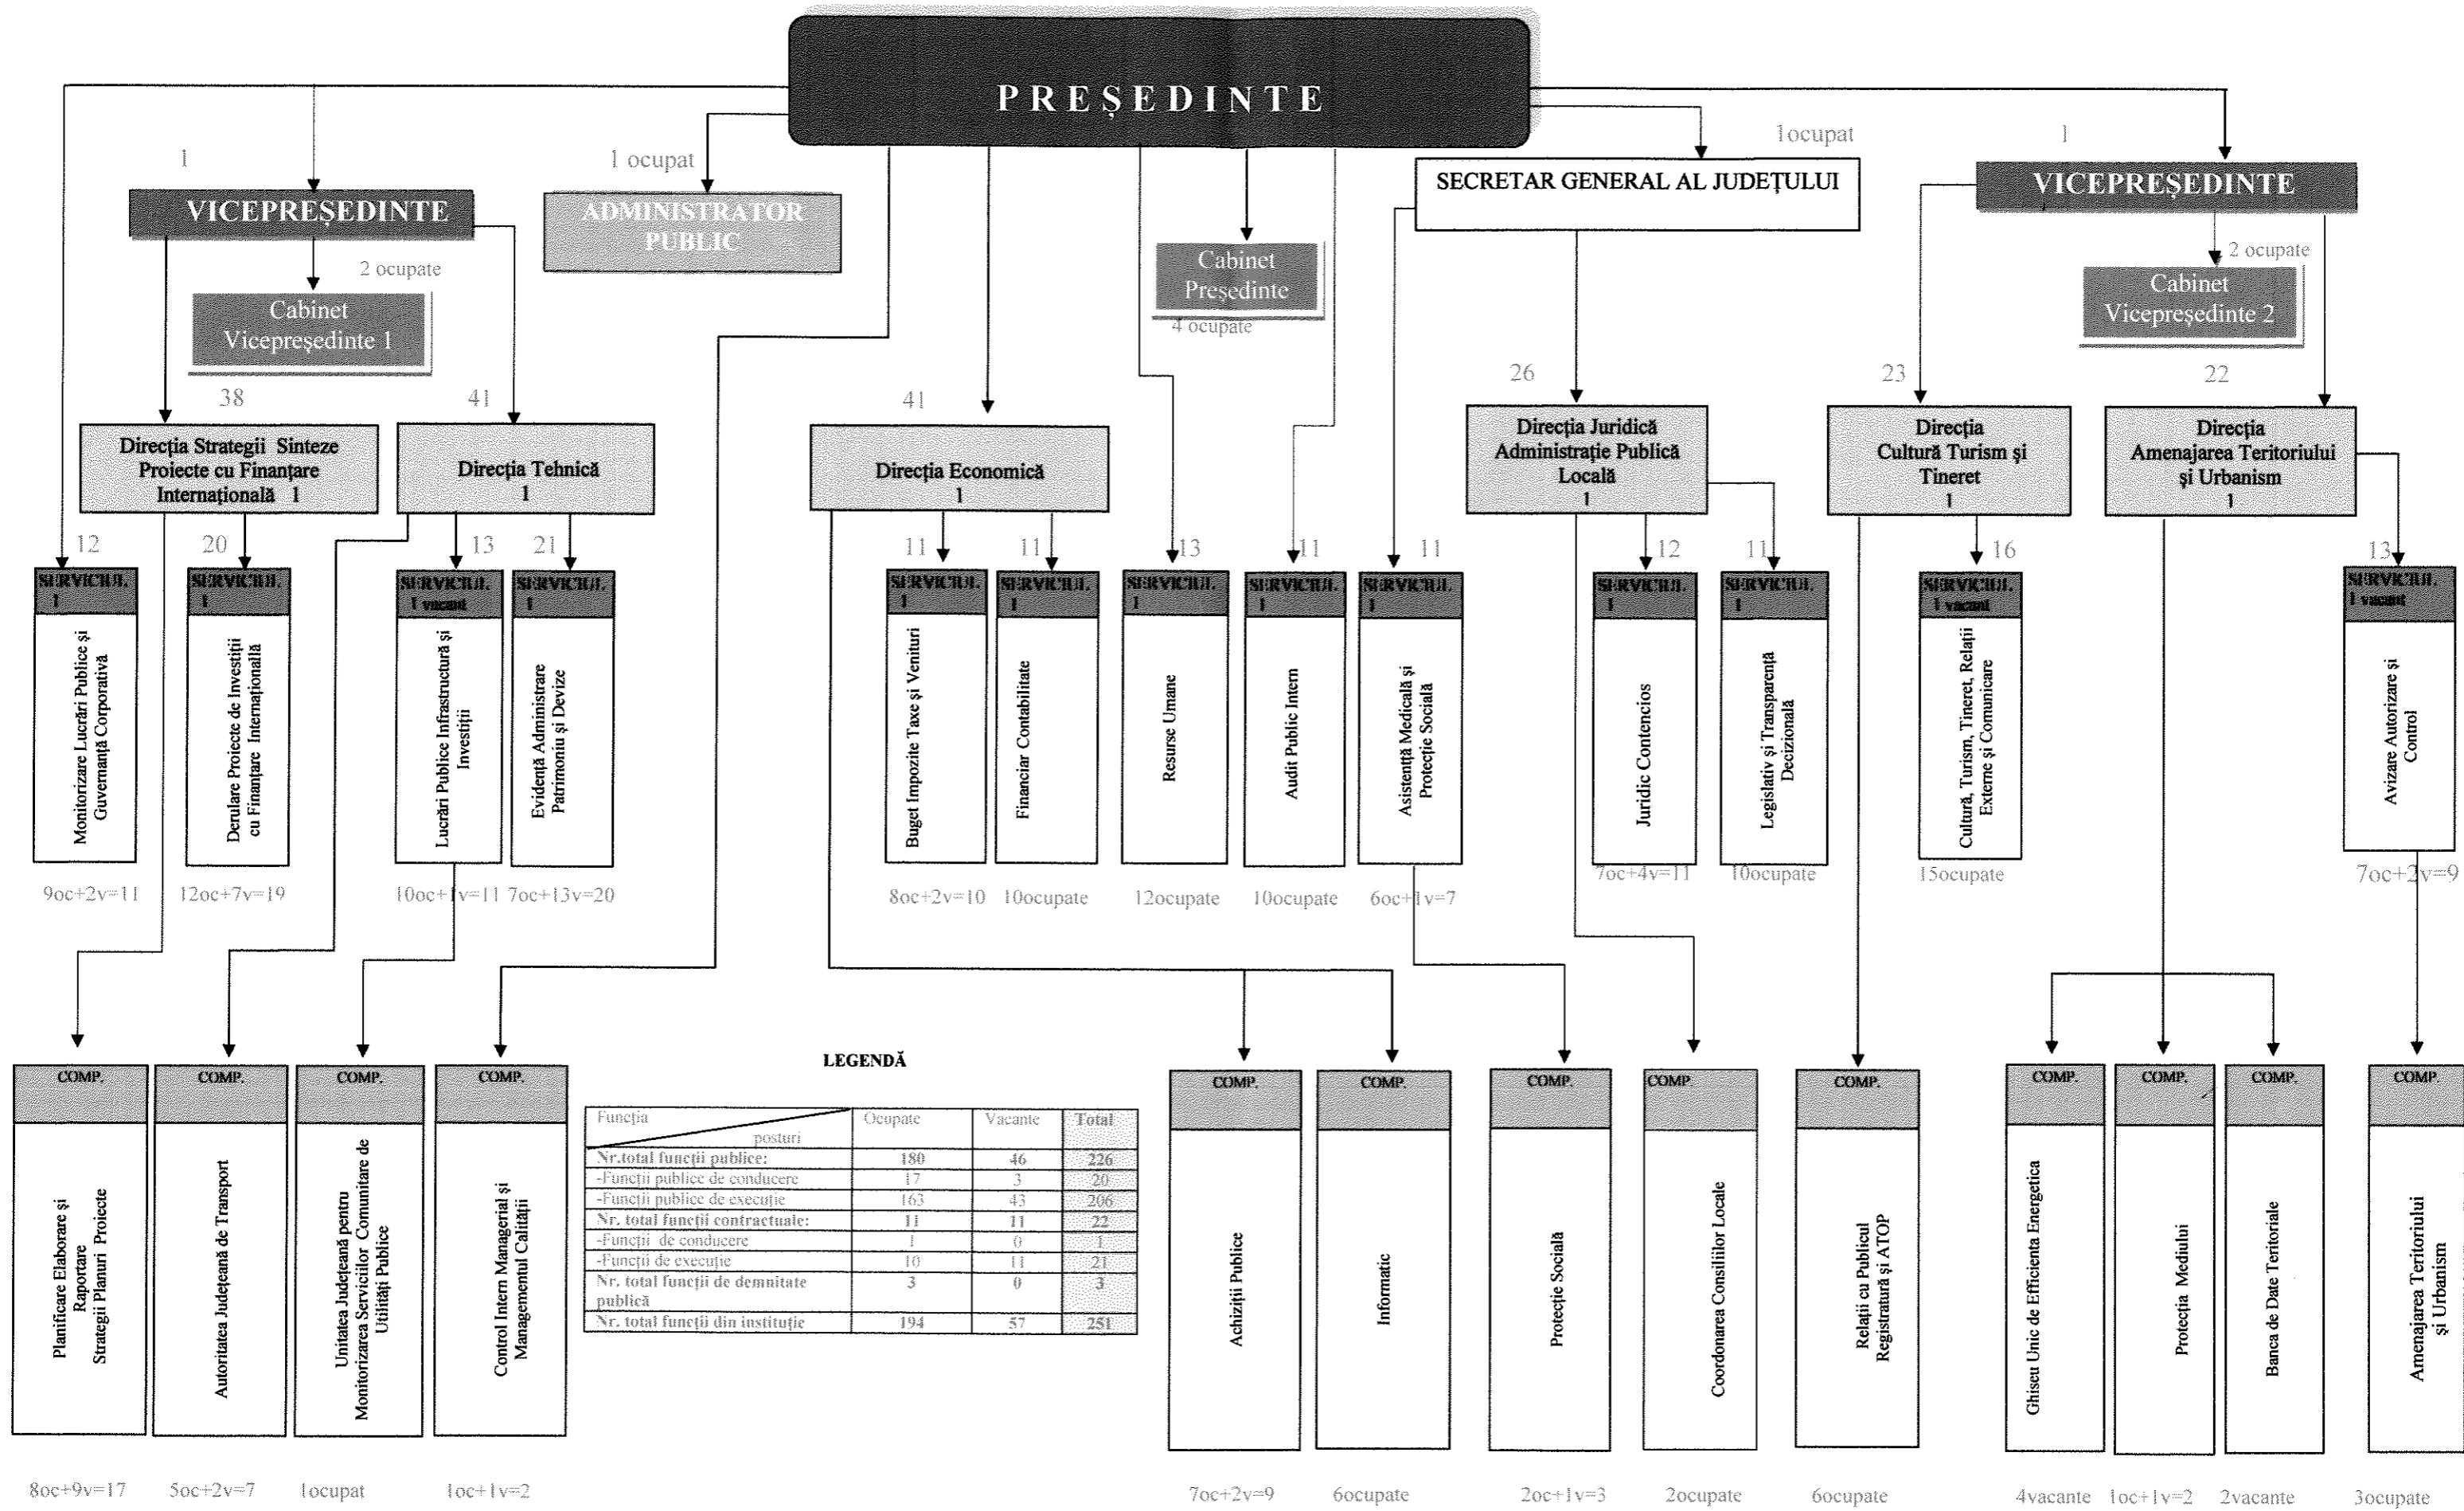 PREȘEDINTE
1
1 ocupat
1ocupat
1
VICEPREȘEDINTE
ADMINISTRATOR
PUBLIC
SECRETAR GENERAL AL JUDEȚULUI
VICEPREȘEDINTE
2 ocupate
Cabinet
Vicepreședinte 1
Cabinet
Președinte
4 ocupate
2 ocupate
Cabinet
Vicepreședinte 2
38
41
41
26
23
22
Direcția Strategii Sinteze
Proiecte cu Finanțare
Internațională 1
Direcția Tehnică
1
Direcția Economică
1
Direcția Juridică
Administrație Publică
Locală
1
Direcția
Cultură Turism și
Tineret
1
Direcția
Amenajarea Teritoriului
și Urbanism
1
12
SERVICIUL
1
Monitorizare Lucrări Publice și
Guvernanță Corporativă
9oc+2v=11
20
SERVICIUL
1
Derulare Proiecte de Investiții
cu Finanțare Internațională
12oc+7v=19
13
SERVICIUL
1 vacant
Lucrări Publice Infrastructură și
Investiții
10oc+1v=11
21
SERVICIUL
1
Evidență Administrare
Patrimoniu și Devize
7oc+13v=20
11
SERVICIUL
1
Buget Impozite Taxe și Venituri
8oc+2v=10
11
SERVICIUL
1
Financiar Contabilitate
10ocupate
13
SERVICIUL
1
Resurse Umane
12ocupate
11
SERVICIUL
1
Audit Public Intern
10ocupate
11
SERVICIUL
1
Asistență Medicală și
Protecție Socială
6oc+1v=7
12
SERVICIUL
1
Juridic Contencios
7oc+4v=11
11
SERVICIUL
1
Legislativ și Transparență
Decizională
10ocupate
16
SERVICIUL
1 vacant
Cultură, Turism, Tineret, Relații
Externe și Comunicare
15ocupate
13
SERVICIUL
1 vacant
Avizare Autorizare și
Control
7oc+2v=9
COMP.
Planificare Elaborare și
Raportare
Strategii Planuri Proiecte
8oc+9v=17
COMP.
Autoritatea Județeană de Transport
5oc+2v=7
COMP.
Unitatea Județeană pentru
Monitorizarea Serviciilor Comunitare de
Utilități Publice
1ocupat
COMP.
Control Intern Managerial și
Managementul Calității
1oc+1v=2
LEGENDĂ
Funcția posturi Ocupate Vacante Total
Nr.total funcții publice: 180 46 226
-Funcții publice de conducere 17 3 20
-Funcții publice de execuție 163 43 206
Nr. total funcții contractuale: 11 11 22
-Funcții de conducere 1 0 1
-Funcții de execuție 10 11 21
Nr. total funcții de demnitate
publică 3 0 3
Nr. total funcții din instituție 194 57 251
COMP.
Achiziții Publice
7oc+2v=9
COMP.
Informatic
6ocupate
COMP.
Protecție Socială
2oc+1v=3
COMP.
Coordonarea Consiliilor Locale
2ocupate
COMP.
Relații cu Publicul
Registratură și ATOP
6ocupate
COMP.
Ghiseu Unic de Efficienta Energetica
4vacante
COMP.
Protecția Mediului
1oc+1v=2
COMP.
Banca de Date Teritoriale
2vacante
COMP.
Amenajarea Teritoriului
și Urbanism
3ocupate